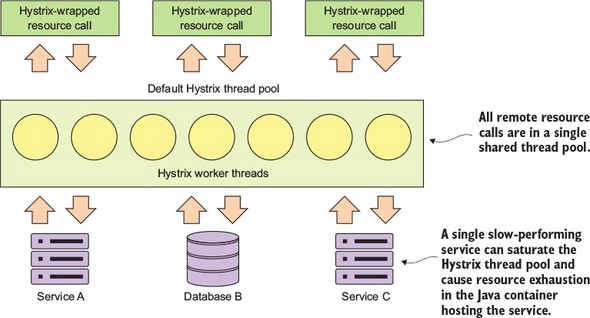 Hystrix-wrapped
resource call
Hystrix-wrapped
resource call
Hystrix-wrapped
resource call
Default Hystrix thread pool
All remote resource
calls are in a single
shared thread pool.
Hystrix worker threads
A single slow-performing
service can saturate the
Hystrix thread pool and
cause resource exhaustion
in the Java container
hosting the service.
Service A
Database B
Service C